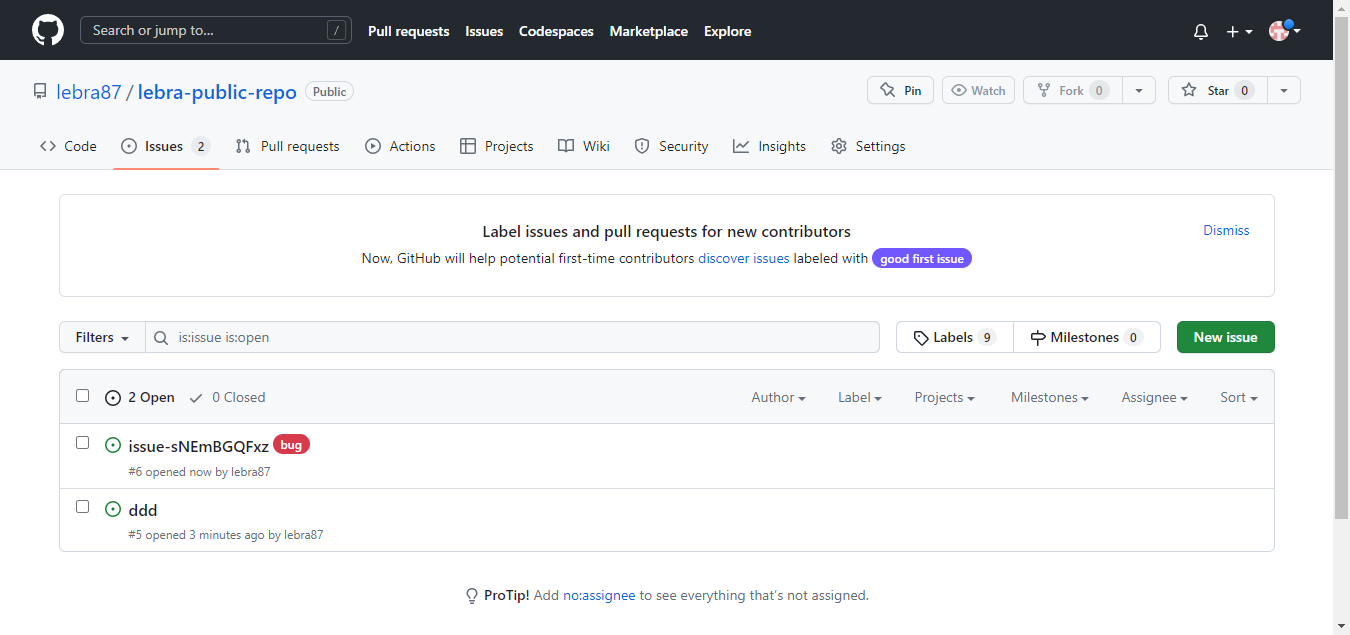 Search or jump to... / Pull requests Issues Codespaces Marketplace Explore
lebra87 / lebra-public-repo Public Pin Watch Fork 0 Star 0
Code Issues 2 Pull requests Actions Projects Wiki Security Insights Settings
Label issues and pull requests for new contributors Dismiss
Now, GitHub will help potential first-time contributors discover issues labeled with good first issue
Filters is:issue is:open Labels 9 Milestones 0 New issue
2 Open 0 Closed Author Label Projects Milestones Assignee Sort
issue-sNEmBGQFxz bug
#6 opened now by lebra87
ddd
#5 opened 3 minutes ago by lebra87
ProTip! Add no:assignee to see everything that's not assigned.